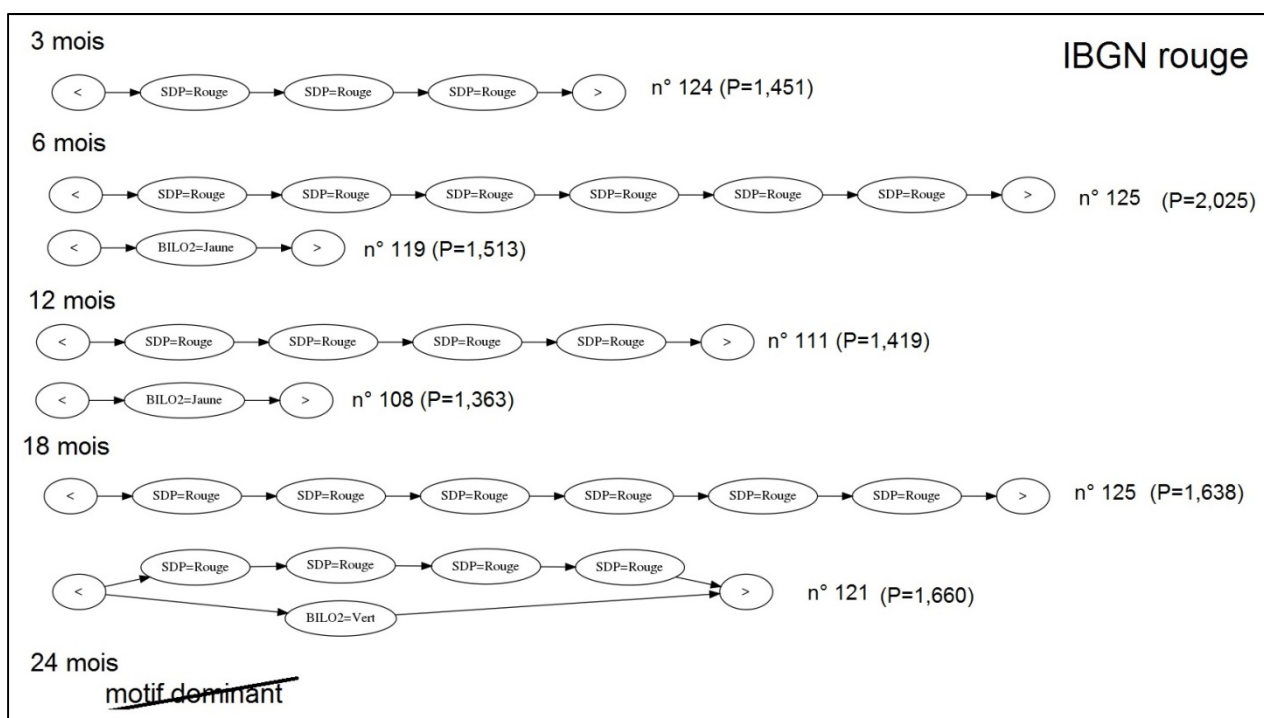 3 mois
IBGN rouge
< SDP=Rouge SDP=Rouge SDP=Rouge > n° 124 (P=1,451)
6 mois
< SDP=Rouge SDP=Rouge SDP=Rouge SDP=Rouge SDP=Rouge SDP=Rouge > n° 125 (P=2,025)
< BILO2=Jaune > n° 119 (P=1,513)
12 mois
< SDP=Rouge SDP=Rouge SDP=Rouge SDP=Rouge > n° 111 (P=1,419)
< BILO2=Jaune > n° 108 (P=1,363)
18 mois
< SDP=Rouge SDP=Rouge SDP=Rouge SDP=Rouge SDP=Rouge SDP=Rouge > n° 125 (P=1,638)
SDP=Rouge SDP=Rouge SDP=Rouge SDP=Rouge
< > n° 121 (P=1,660)
BILO2=Vert
24 mois
motif dominant